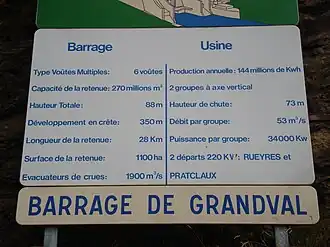 Barrage
Type Voûtes Multiples: 6 voûtes
Capacité de la retenue: 270 millions m³
Hauteur Totale: 88 m
Développement en crête: 350 m
Longueur de la retenue: 28 Km
Surface de la retenue: 1100 ha
Evacuateurs de crues: 1900 m³/s
Usine
Production annuelle: 144 millions de Kwh
2 groupes à axe vertical
Hauteur de chute: 73 m
Débit par groupe: 53 m³/s
Puissance par groupe: 34000 Kw
2 départs 220 KV: RUEYRES et
PRATCLAUX
BARRAGE DE GRANDVAL